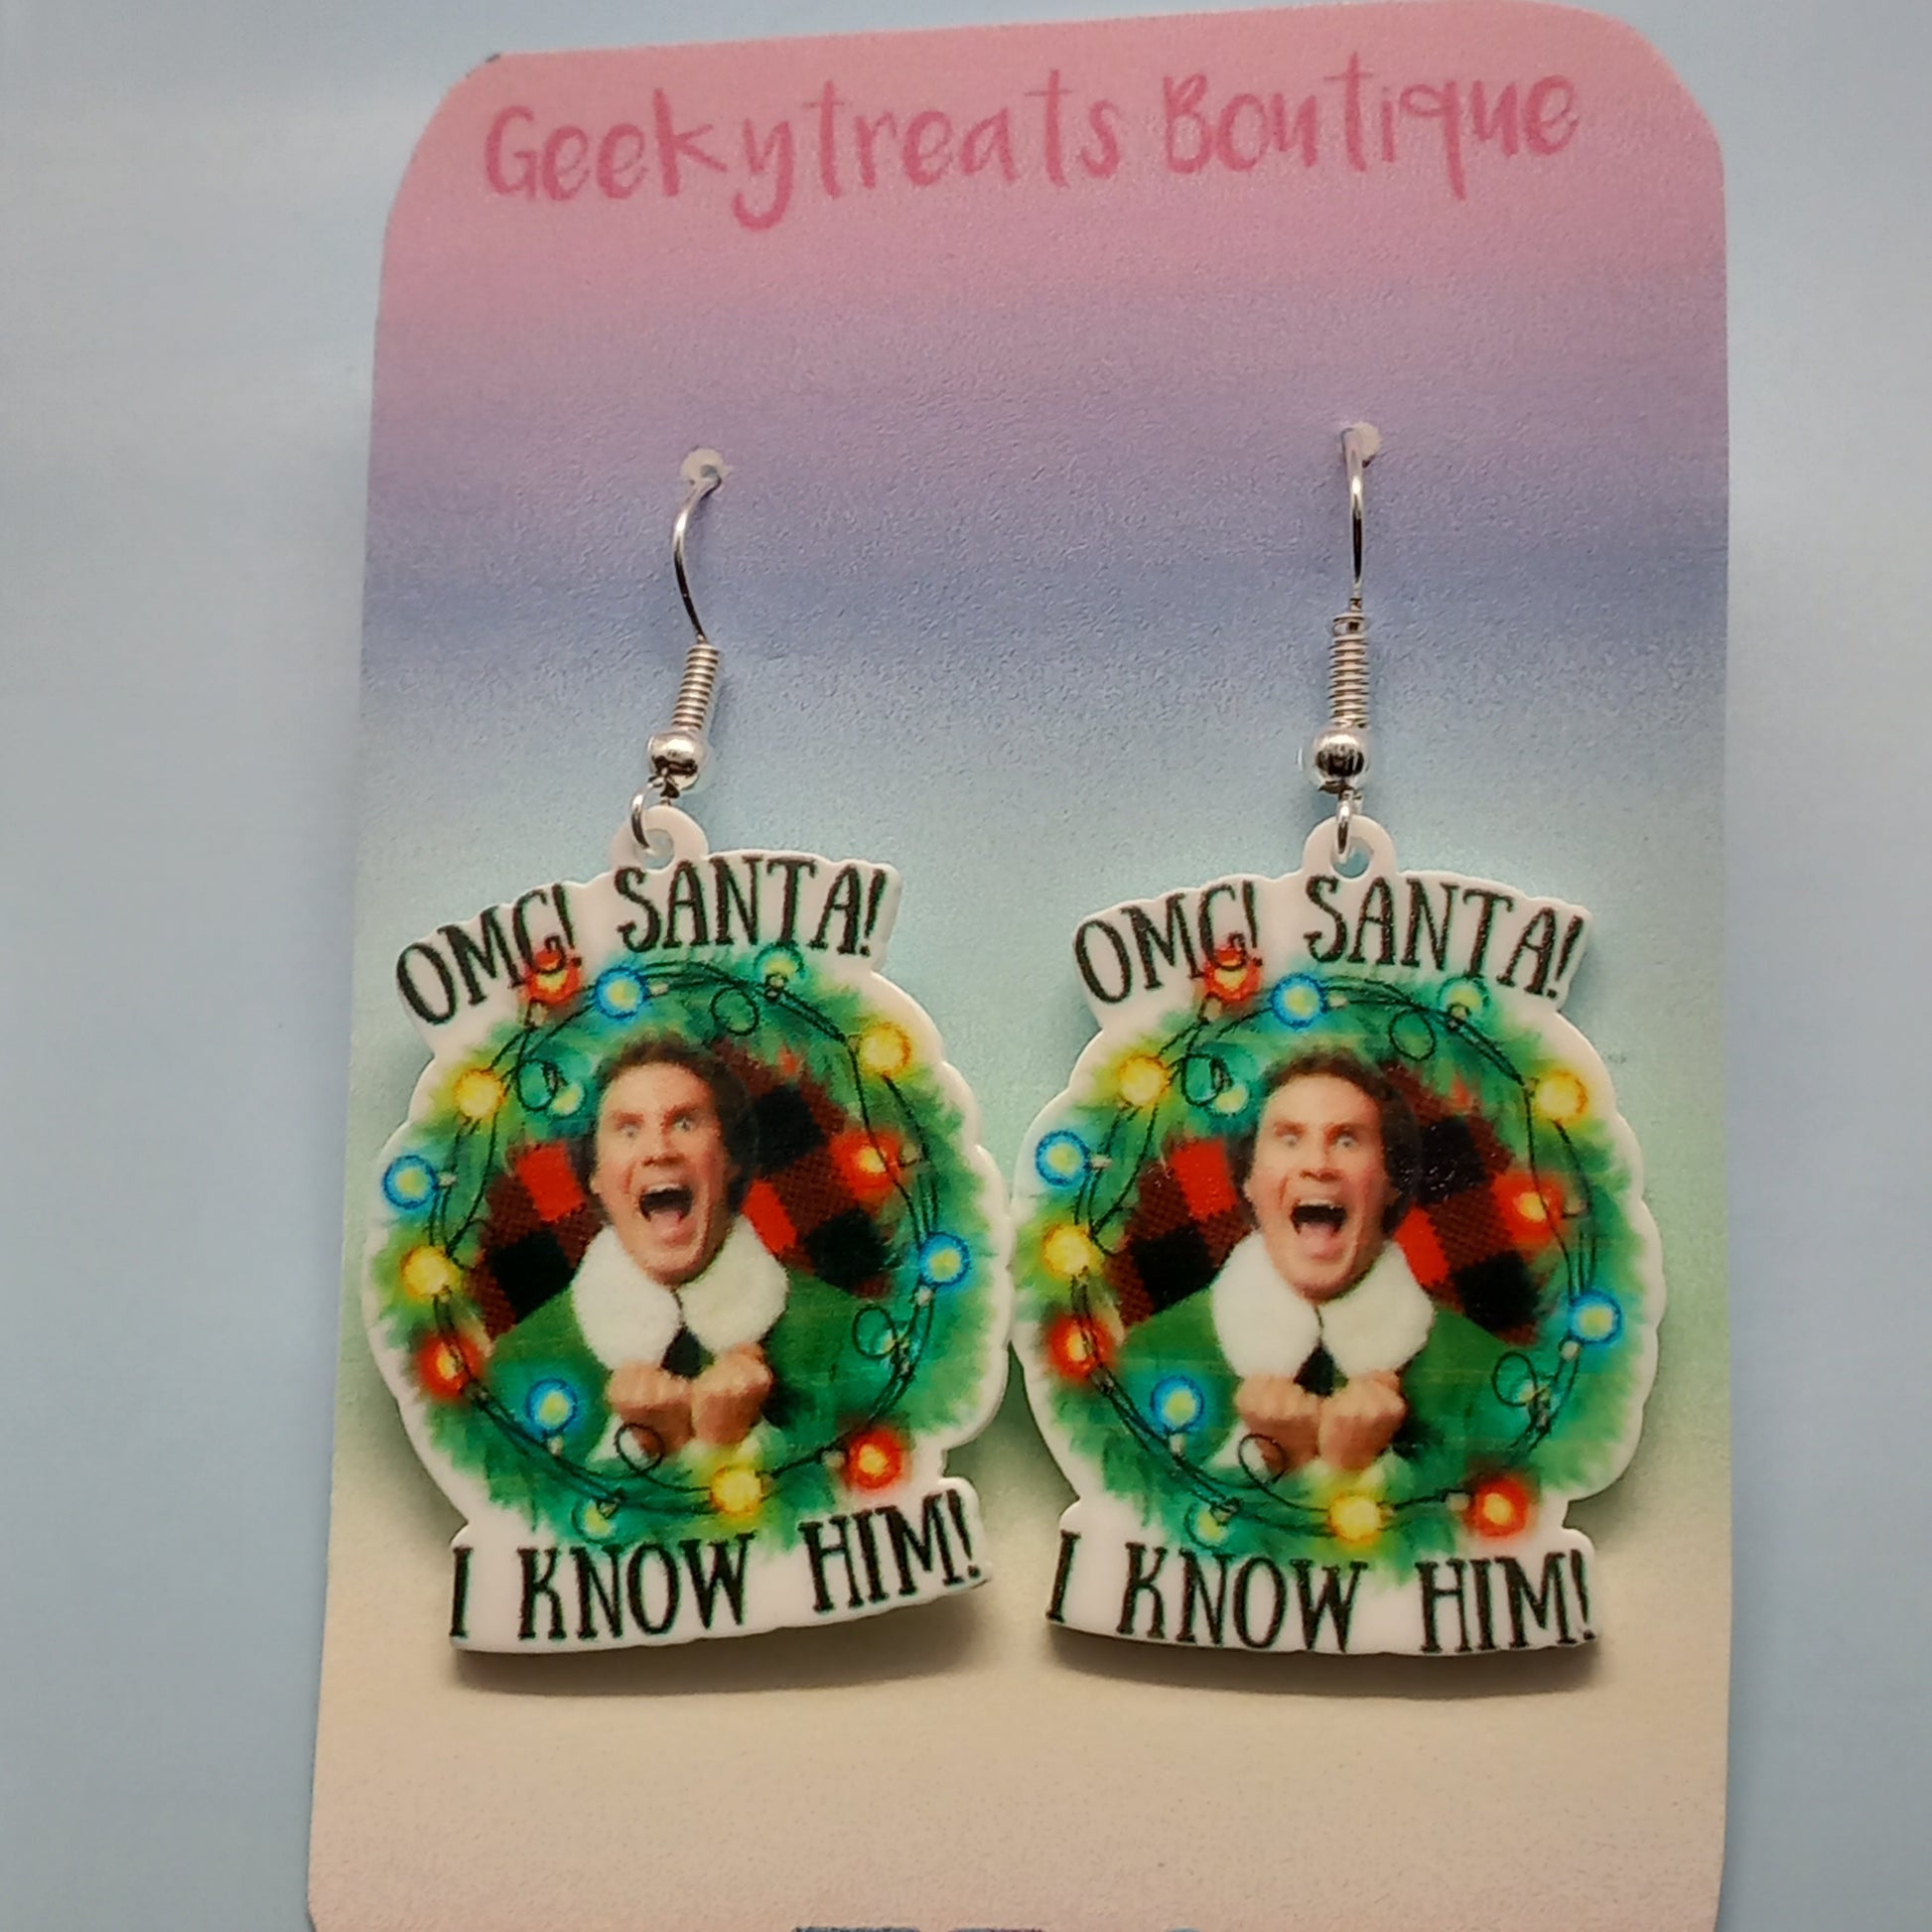 Geekytreats Boutique
OMG! SANTA!
I KNOW HIM!
OMG! SANTA!
I KNOW HIM!